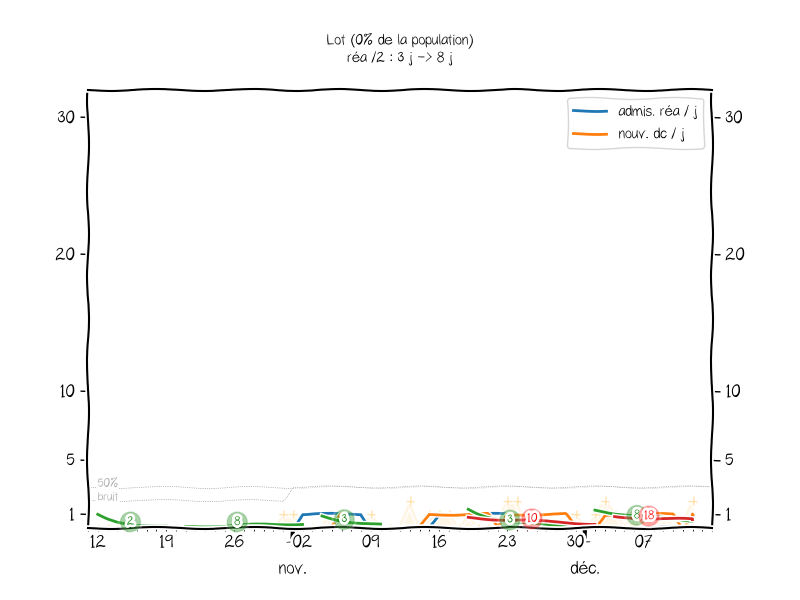 Lot (0% de la population)
réa /2 : 3 j -> 8 j
admis. réa / j
nouv. dc / j
30 30
20 20
10 10
5 5
50%
bruit
1 1
2 8 3 3 10 8 18
12 19 26 02 09 16 23 30 07
nov. déc.